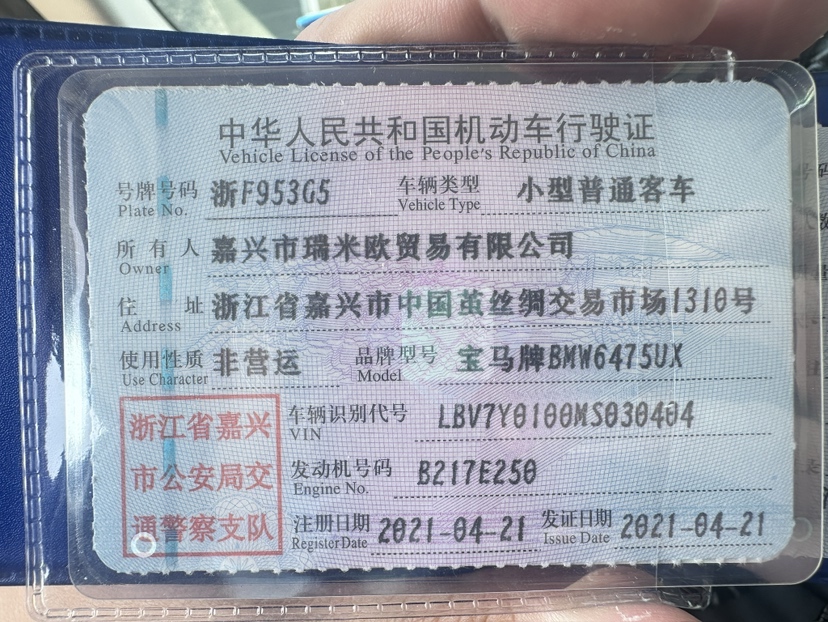 中华人民共和国机动车行驶证
Vehicle License of the People's Republic of China
号牌号码 浙F953G5 车辆类型 小型普通客车
Plate No. Vehicle Type
所有人 嘉兴市瑞米欧贸易有限公司
Owner
住址 浙江省嘉兴市中国茧丝绸交易市场1310号
Address
使用性质 非营运 品牌型号 宝马牌BMW6475UX
Use Character Model
浙江省嘉兴
市公安局交
通警察支队
车辆识别代号 LBV7Y0100MS030404
VIN
发动机号码 B217E250
Engine No.
注册日期 2021-04-21 发证日期 2021-04-21
Register Date Issue Date